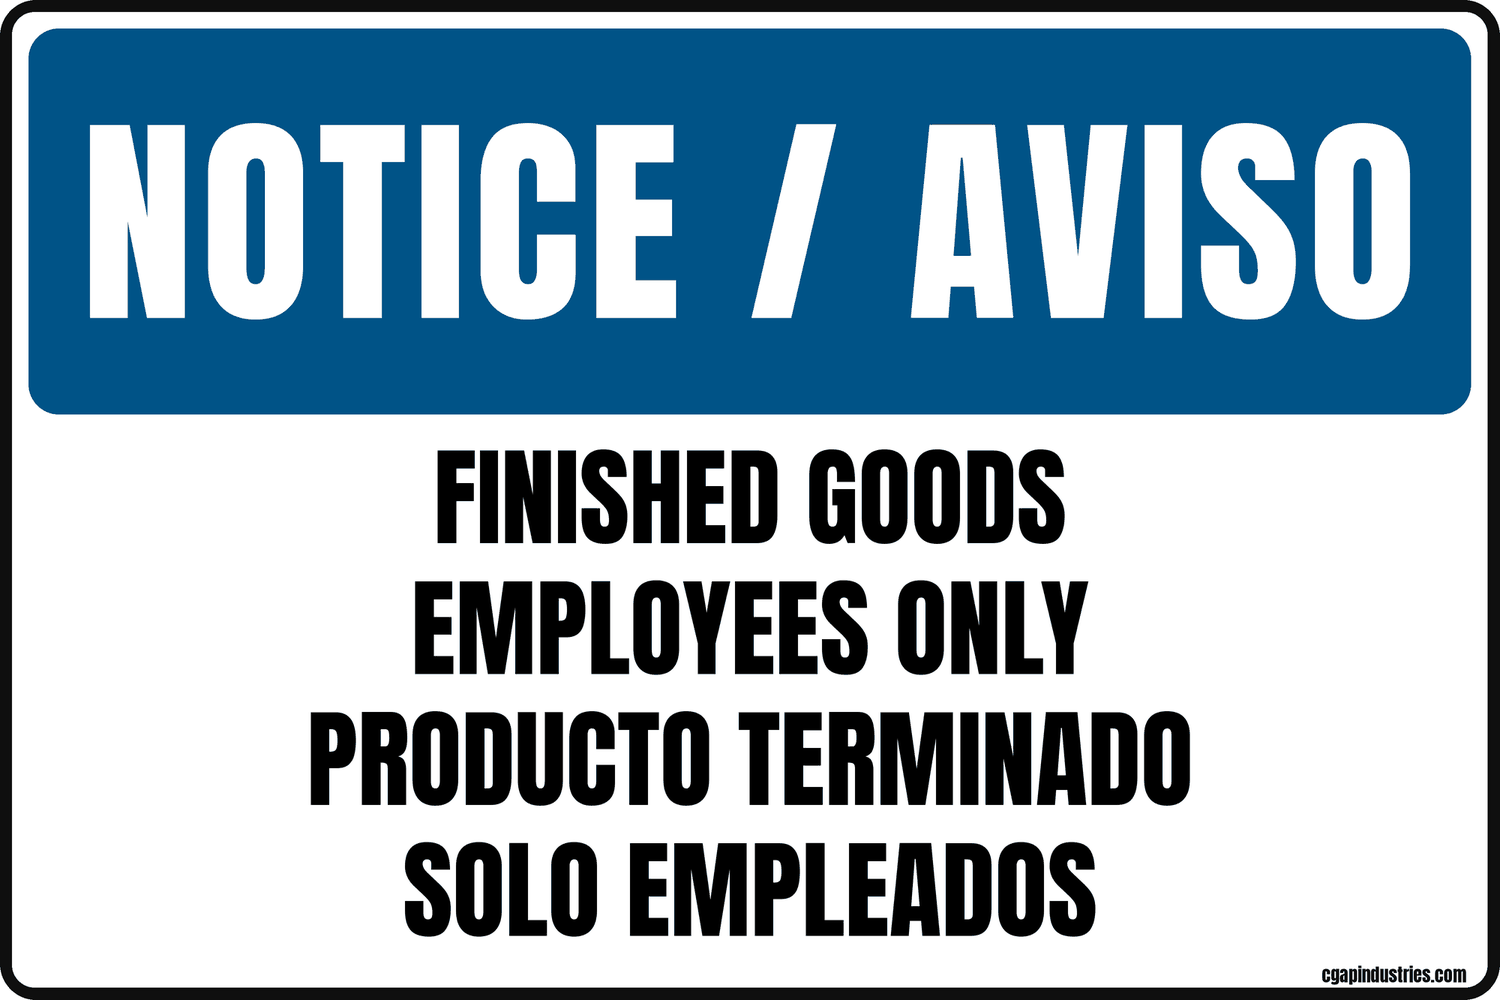 NOTICE / AVISO
FINISHED GOODS
EMPLOYEES ONLY
PRODUCTO TERMINADO
SOLO EMPLEADOS
cgapindustries.com